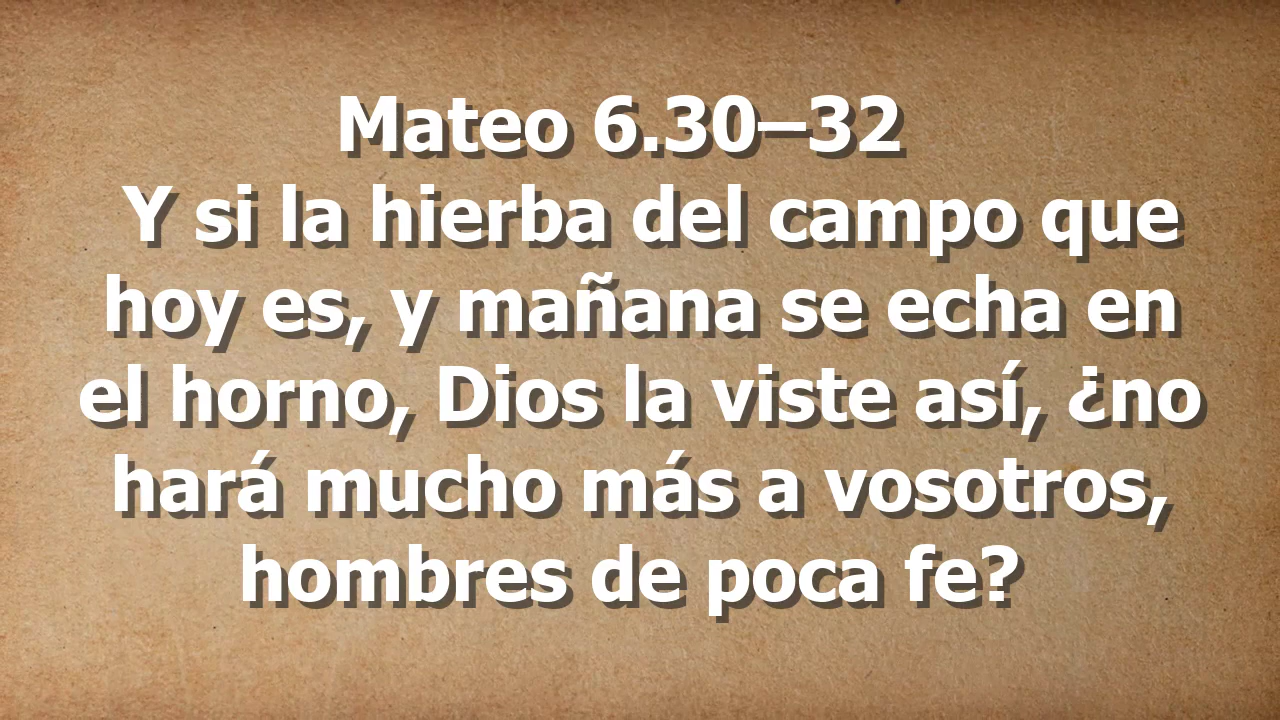 Mateo 6.30–32
Y si la hierba del campo que
hoy es, y mañana se echa en
el horno, Dios la viste así, ¿no
hará mucho más a vosotros,
hombres de poca fe?